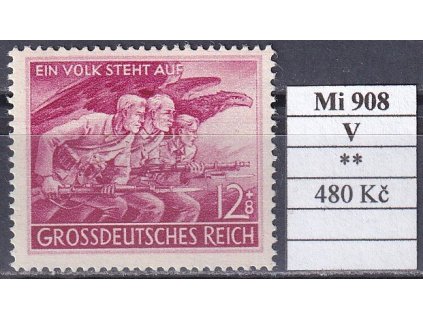 EIN VOLK STEHT AUF
12+8
GROSSDEUTSCHES REICH
Mi 908
V
**
480 Kč